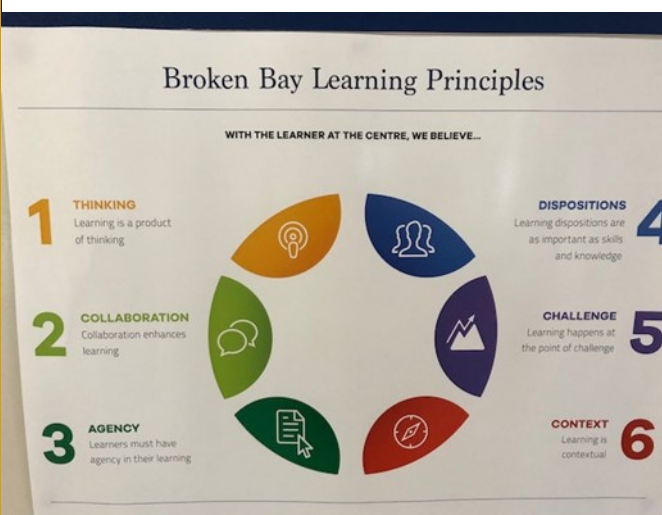 Broken Bay Learning Principles
WITH THE LEARNER AT THE CENTRE, WE BELIEVE...
1
THINKING
Learning is a product
of thinking
2
COLLABORATION
Collaboration enhances
learning
3
AGENCY
Learners must have
agency in their learning
DISPOSITIONS
Learning dispositions are
as important as skills
and knowledge
4
CHALLENGE
Learning happens at
the point of challenge
5
CONTEXT
Learning is
contextual
6